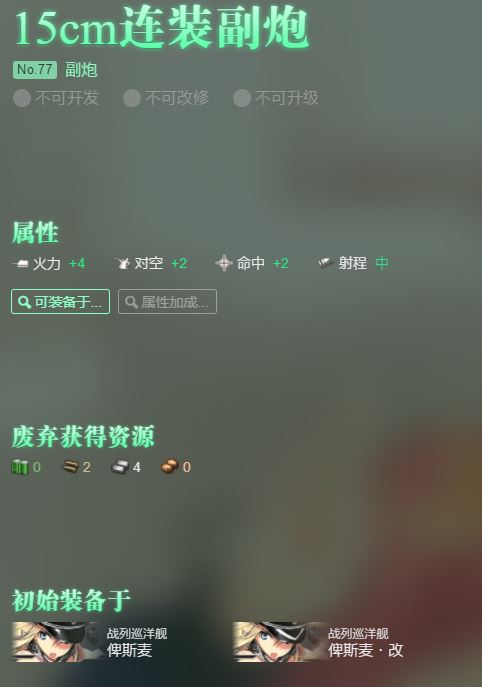 15cm连装副炮
No.77 副炮
不可开发 不可改修 不可升级
属性
火力 +4 对空 +2 命中 +2 射程 中
可装备于... 属性加成...
废弃获得资源
0 2 4 0
初始装备于
战列巡洋舰 战列巡洋舰
俾斯麦 俾斯麦・改